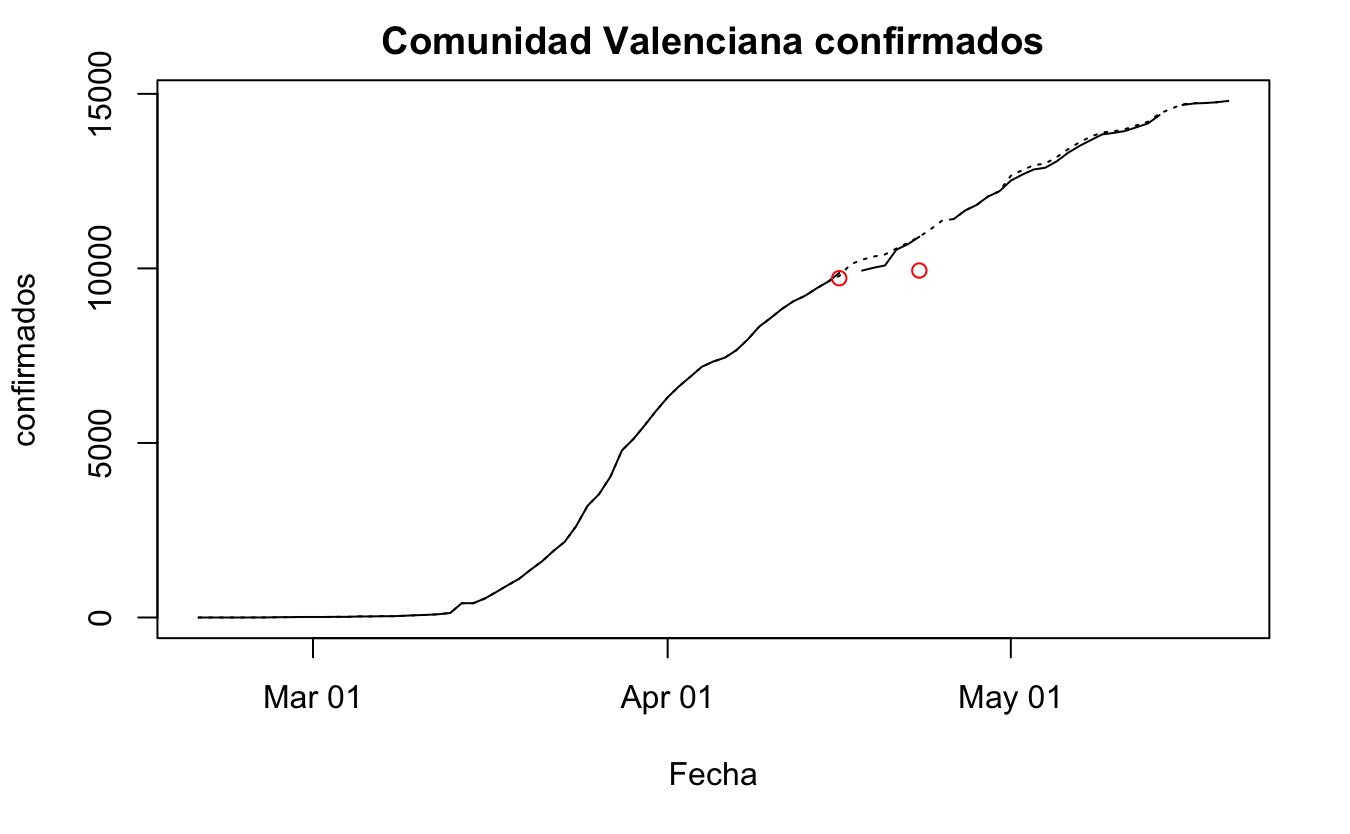 Comunidad Valenciana confirmados
15000
10000
5000
0
confirmados
Mar 01
Apr 01
May 01
Fecha